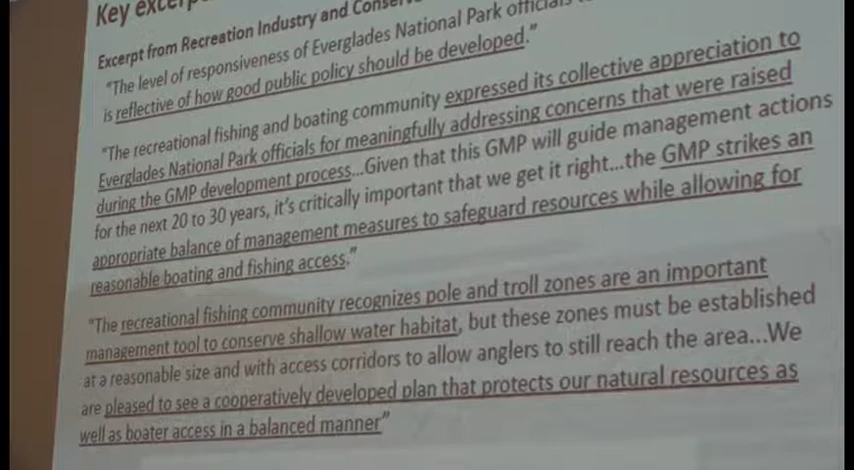 Key
Excerpt from Recreation Industry and
"The level of responsiveness of Everglades National Park officials
is reflective of how good public policy should be developed."
"The recreational fishing and boating community expressed its collective appreciation to
Everglades National Park officials for meaningfully addressing concerns that were raised
during the GMP development process...Given that this GMP will guide management actions
for the next 20 to 30 years, it's critically important that we get it right...the GMP strikes an
appropriate balance of management measures to safeguard resources while allowing for
reasonable boating and fishing access."
"The recreational fishing community recognizes pole and troll zones are an important
management tool to conserve shallow water habitat, but these zones must be established
at a reasonable size and with access corridors to allow anglers to still reach the area...We
are pleased to see a cooperatively developed plan that protects our natural resources as
well as boater access in a balanced manner"